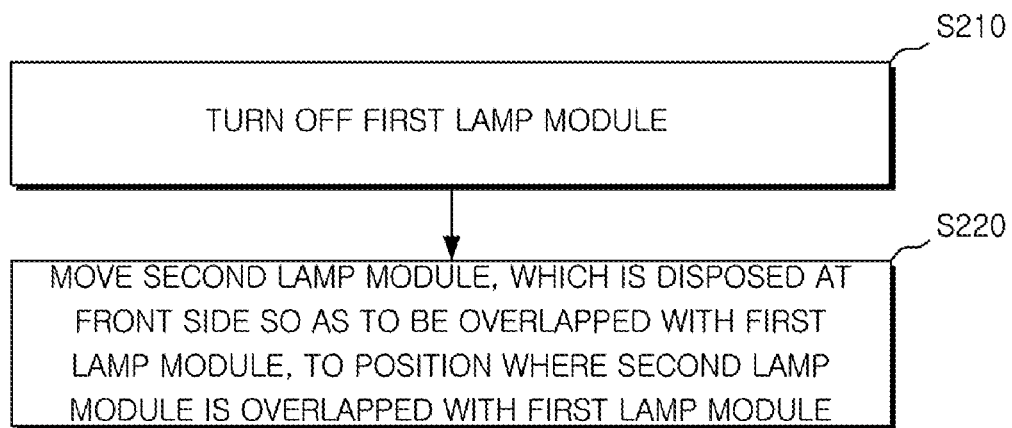 S210
TURN OFF FIRST LAMP MODULE
S220
MOVE SECOND LAMP MODULE, WHICH IS DISPOSED AT
FRONT SIDE SO AS TO BE OVERLAPPED WITH FIRST
LAMP MODULE, TO POSITION WHERE SECOND LAMP
MODULE IS OVERLAPPED WITH FIRST LAMP MODULE